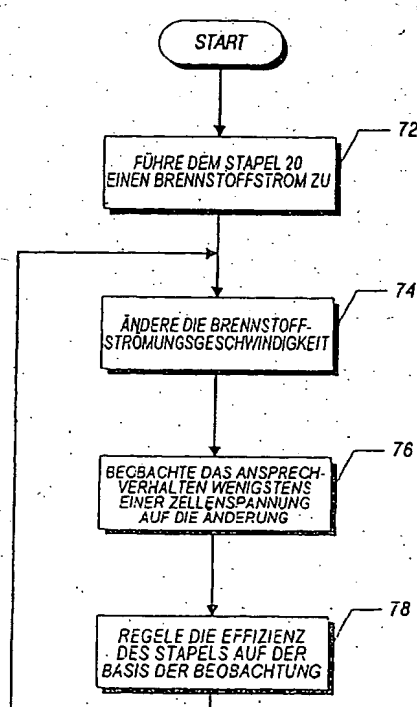 START
72
FÜHRE DEM STAPEL 20
EINEN BRENNSTOFFSTROM ZU
74
ÄNDERE DIE BRENNSTOFF-
STRÖMUNGSGESCHWINDIGKEIT
76
BEOBACHTE DAS ANSPRECH-
VERHALTEN WENIGSTENS
EINER ZELLENSPANNUNG
AUF DIE ÄNDERUNG
78
REGELE DIE EFFIZIENZ
DES STAPELS AUF DER
BASIS DER BEOBACHTUNG